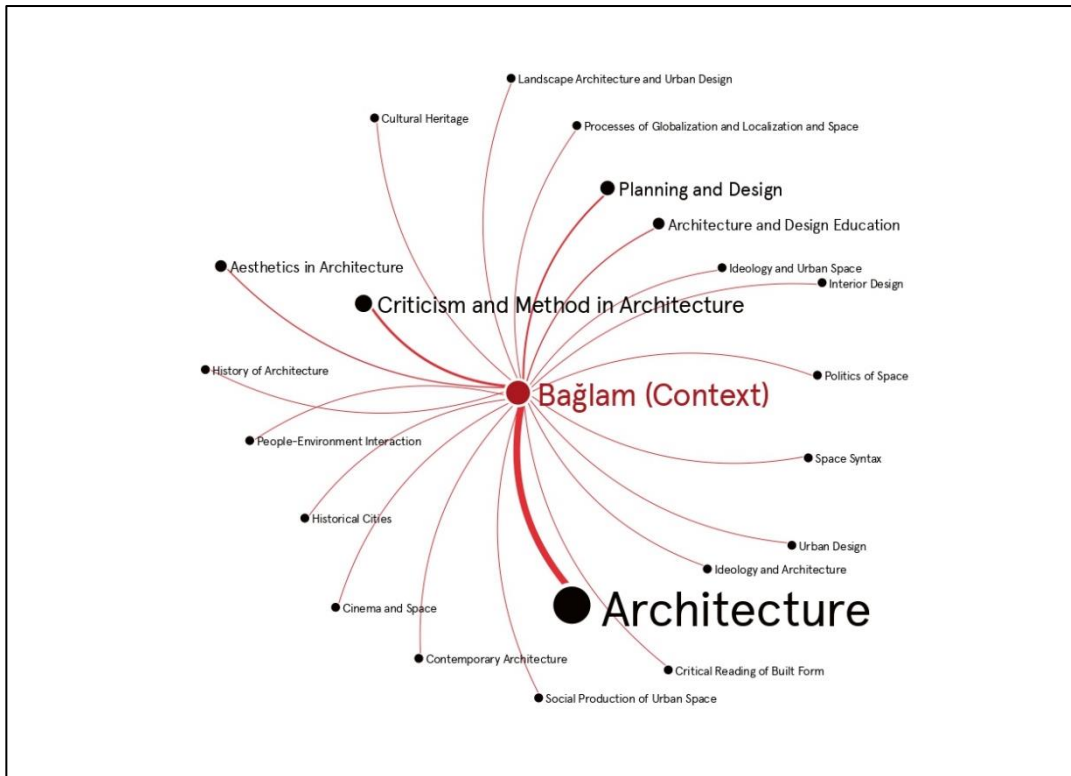 Landscape Architecture and Urban Design
Cultural Heritage
Processes of Globalization and Localization and Space
Planning and Design
Architecture and Design Education
Aesthetics in Architecture
Ideology and Urban Space
Interior Design
Criticism and Method in Architecture
History of Architecture
Politics of Space
Bağlam (Context)
People-Environment Interaction
Space Syntax
Historical Cities
Urban Design
Ideology and Architecture
Cinema and Space
Architecture
Contemporary Architecture
Critical Reading of Built Form
Social Production of Urban Space